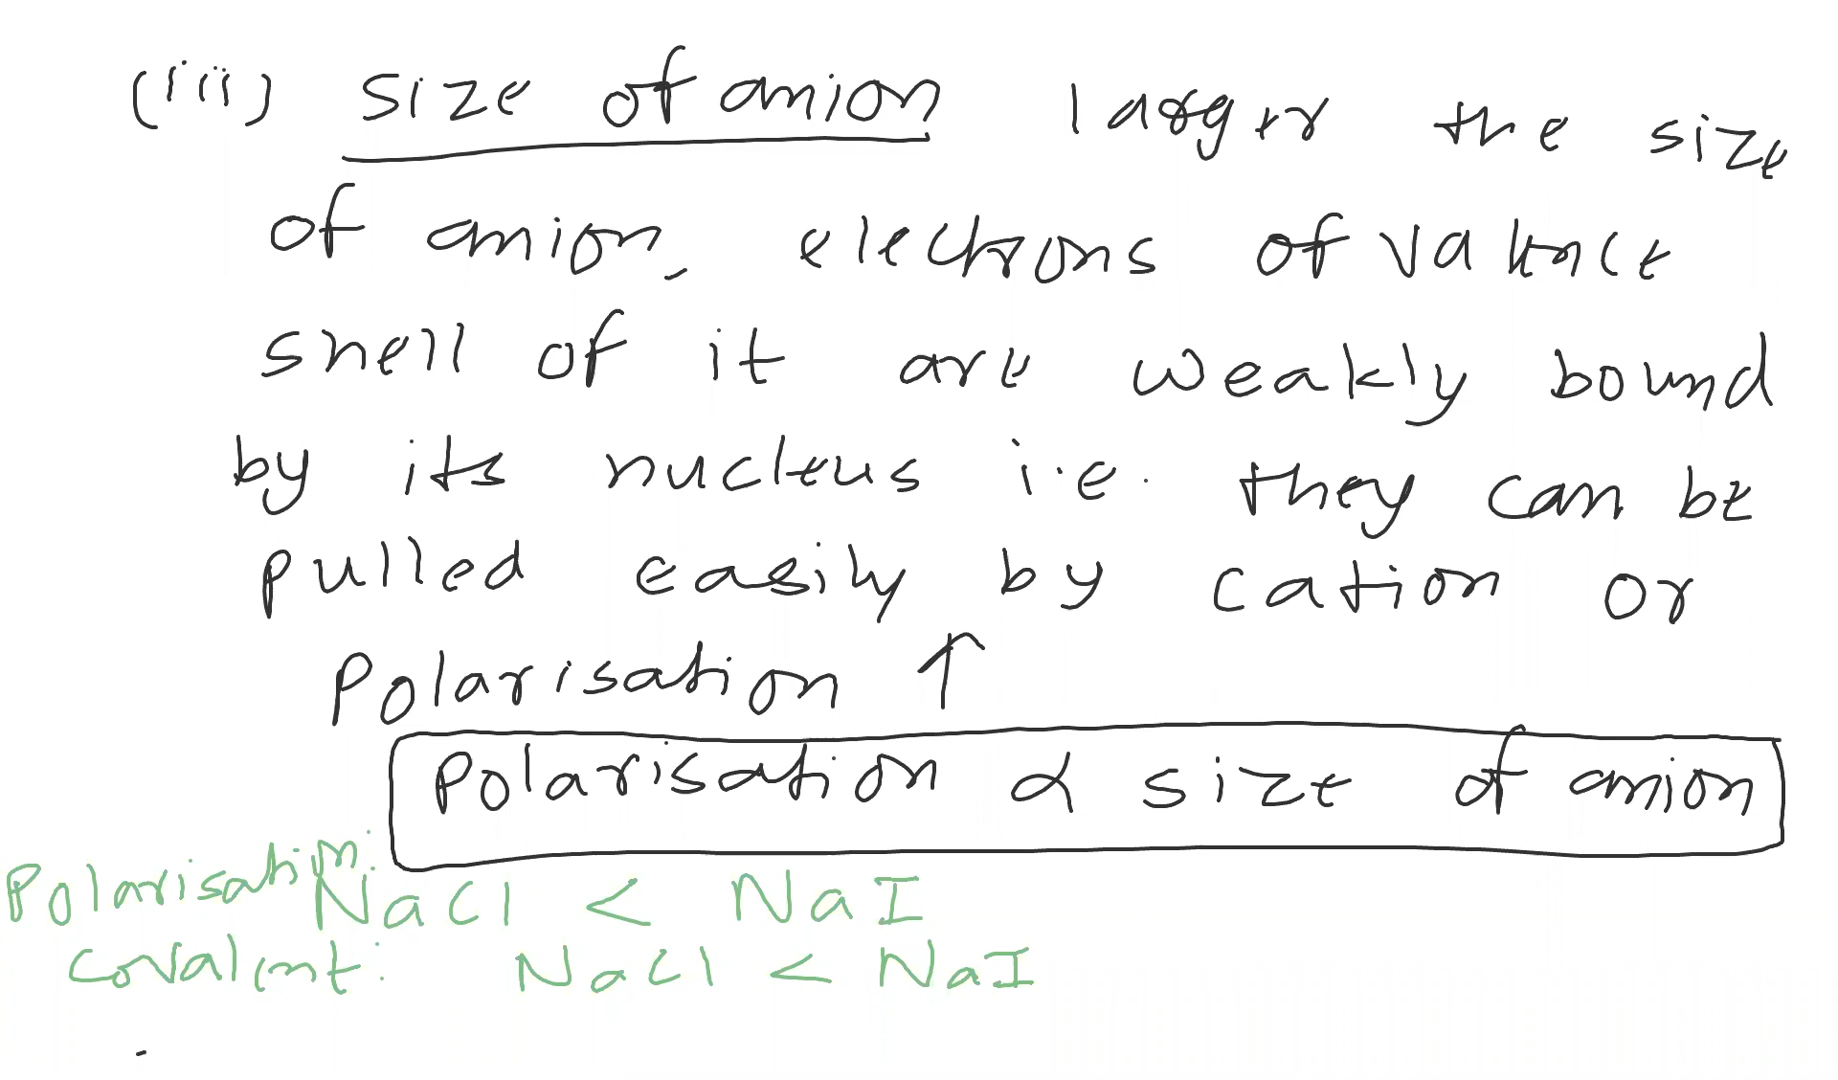 (iii) size of anion larger the size
of anion, electrons of valence
shell of it are weakly bound
by its nucleus i.e. they can be
pulled easily by cation or
Polarisation ↑
Polarisation α size of anion
Polarisation: NaCl < NaI
Covalent: NaCl < NaI